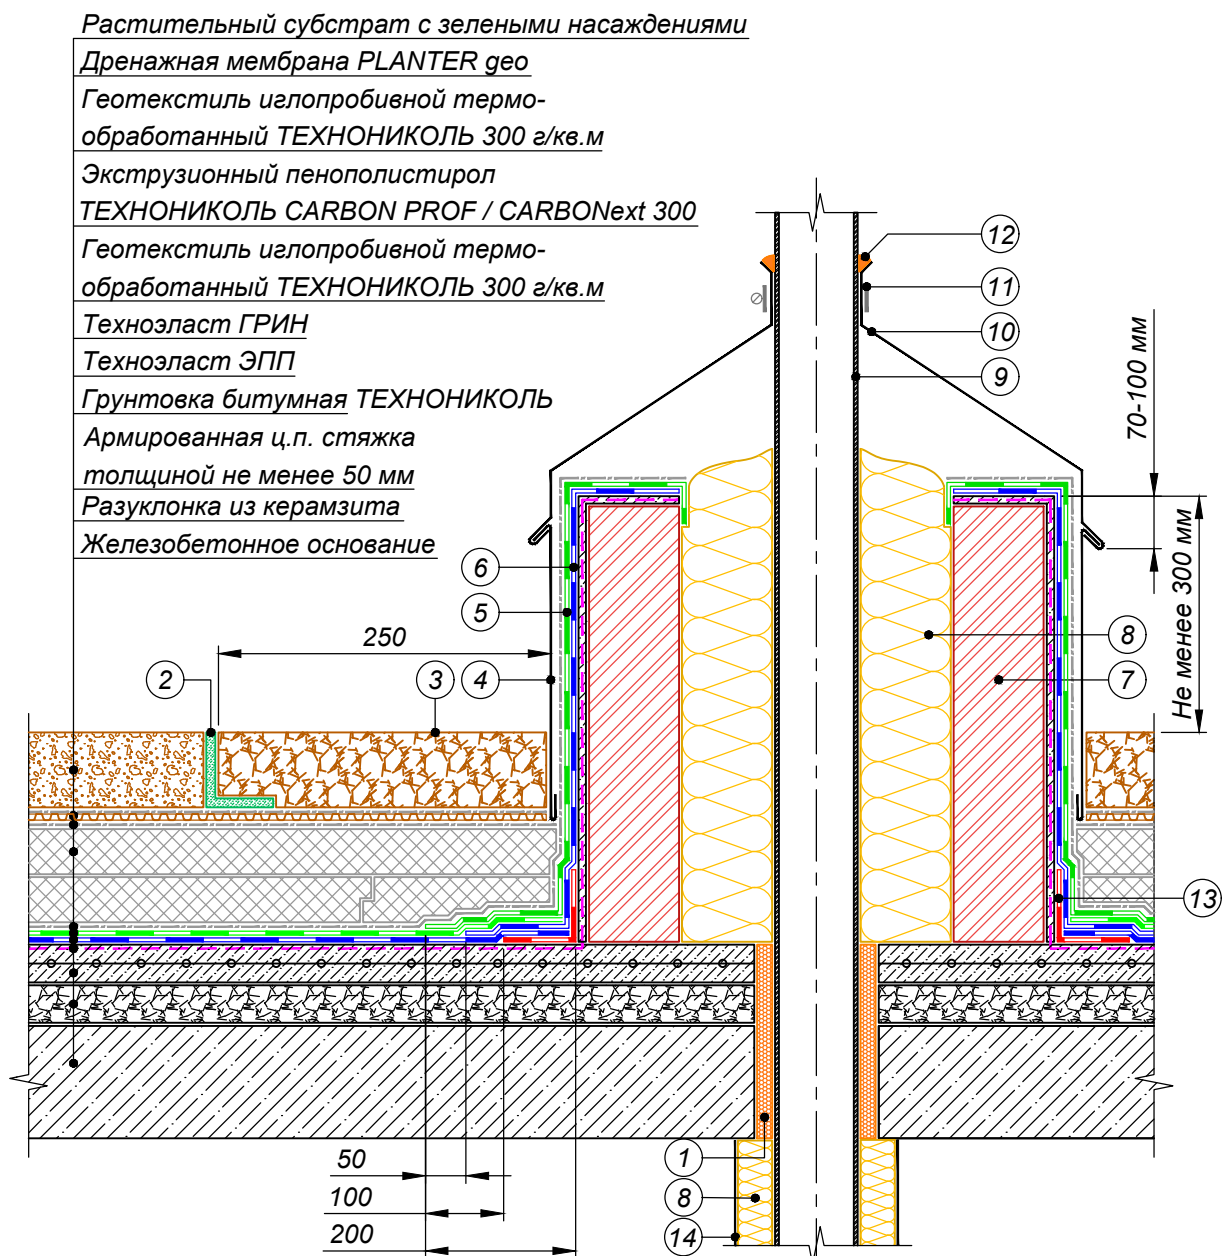 Растительный субстрат с зелеными насаждениями
Дренажная мембрана PLANTER geo
Геотекстиль иглопробивной термо-
обработанный ТЕХНОНИКОЛЬ 300 г/кв.м
Экструзионный пенополистирол
ТЕХНОНИКОЛЬ CARBON PROF / CARBONext 300
Геотекстиль иглопробивной термо-
обработанный ТЕХНОНИКОЛЬ 300 г/кв.м
Техноэласт ГРИН
Техноэласт ЭПП
Грунтовка битумная ТЕХНОНИКОЛЬ
Армированная ц.п. стяжка
толщиной не менее 50 мм
Разуклонка из керамзита
Железобетонное основание
12
11
10
9
70-100 мм
Не менее 300 мм
6
5
250
8
2
3
4
7
13
50
100
200
1
8
14